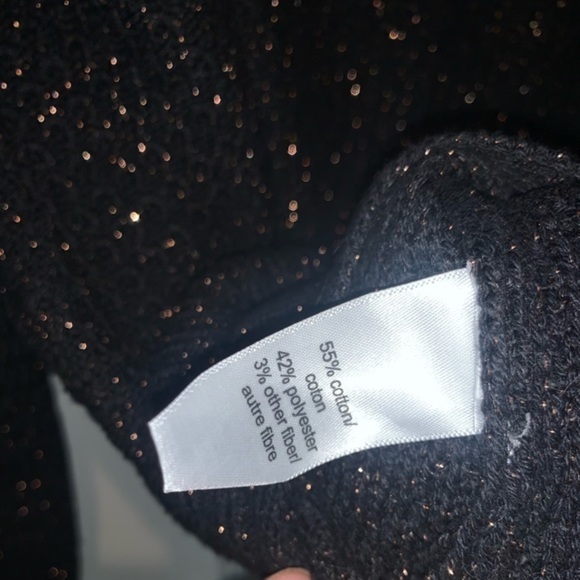 55% cotton/
coton
42% polyester
3% other fiber/
autre fibre